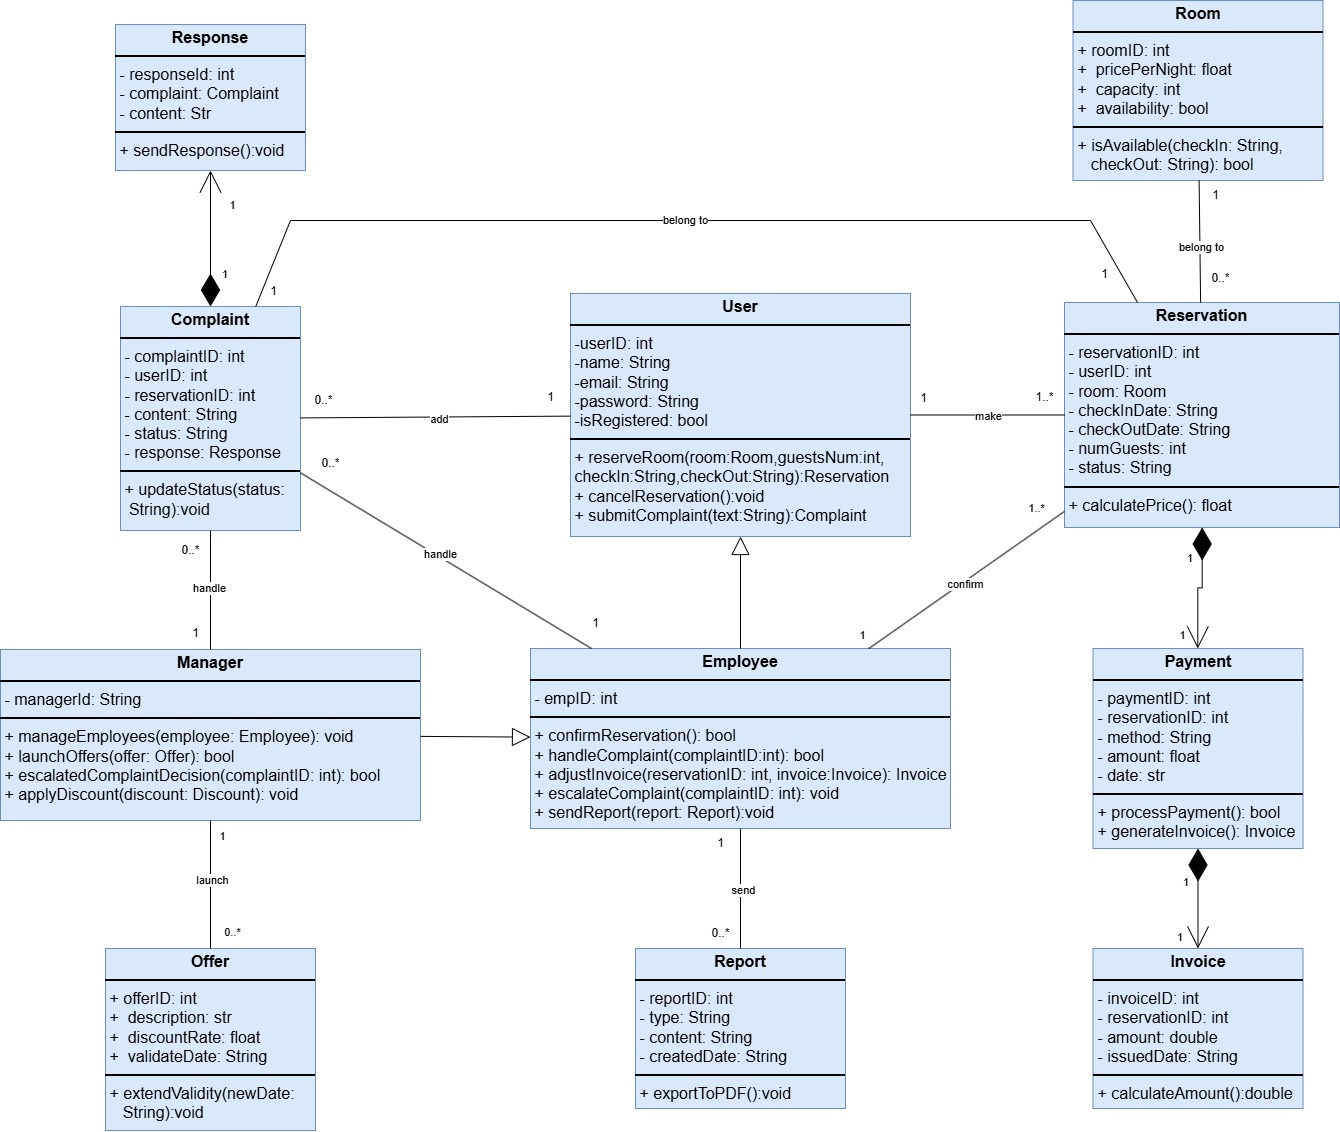 Response
- responseId: int
- complaint: Complaint
- content: Str
+ sendResponse():void
Room
+ roomID: int
+ pricePerNight: float
+ capacity: int
+ availability: bool
+ isAvailable(checkIn: String,
checkOut: String): bool
1
1
belong to
0..*
1
1
belong to
1
Complaint
- complaintID: int
- userID: int
- reservationID: int
- content: String
- status: String
- response: Response
+ updateStatus(status:
String):void
User
-userID: int
-name: String
-email: String
-password: String
-isRegistered: bool
+ reserveRoom(room:Room,guestsNum:int,
checkIn:String,checkOut:String):Reservation
+ cancelReservation():void
+ submitComplaint(text:String):Complaint
Reservation
- reservationID: int
- userID: int
- room: Room
- checkInDate: String
- checkOutDate: String
- numGuests: int
- status: String
+ calculatePrice(): float
0..*
add
1
1
make
1..*
0..*
handle
1
1..*
confirm
1
0..*
handle
1
1
1
Manager
- managerId: String
+ manageEmployees(employee: Employee): void
+ launchOffers(offer: Offer): bool
+ escalatedComplaintDecision(complaintID: int): bool
+ applyDiscount(discount: Discount): void
Employee
- empID: int
+ confirmReservation(): bool
+ handleComplaint(complaintID:int): bool
+ adjustInvoice(reservationID: int, invoice:Invoice): Invoice
+ escalateComplaint(complaintID: int): void
+ sendReport(report: Report):void
Payment
- paymentID: int
- reservationID: int
- method: String
- amount: float
- date: str
+ processPayment(): bool
+ generateInvoice(): Invoice
1
launch
0..*
1
send
0..*
1
1
Offer
+ offerID: int
+ description: str
+ discountRate: float
+ validateDate: String
+ extendValidity(newDate:
String):void
Report
- reportID: int
- type: String
- content: String
- createdDate: String
+ exportToPDF():void
Invoice
- invoiceID: int
- reservationID: int
- amount: double
- issuedDate: String
+ calculateAmount():double